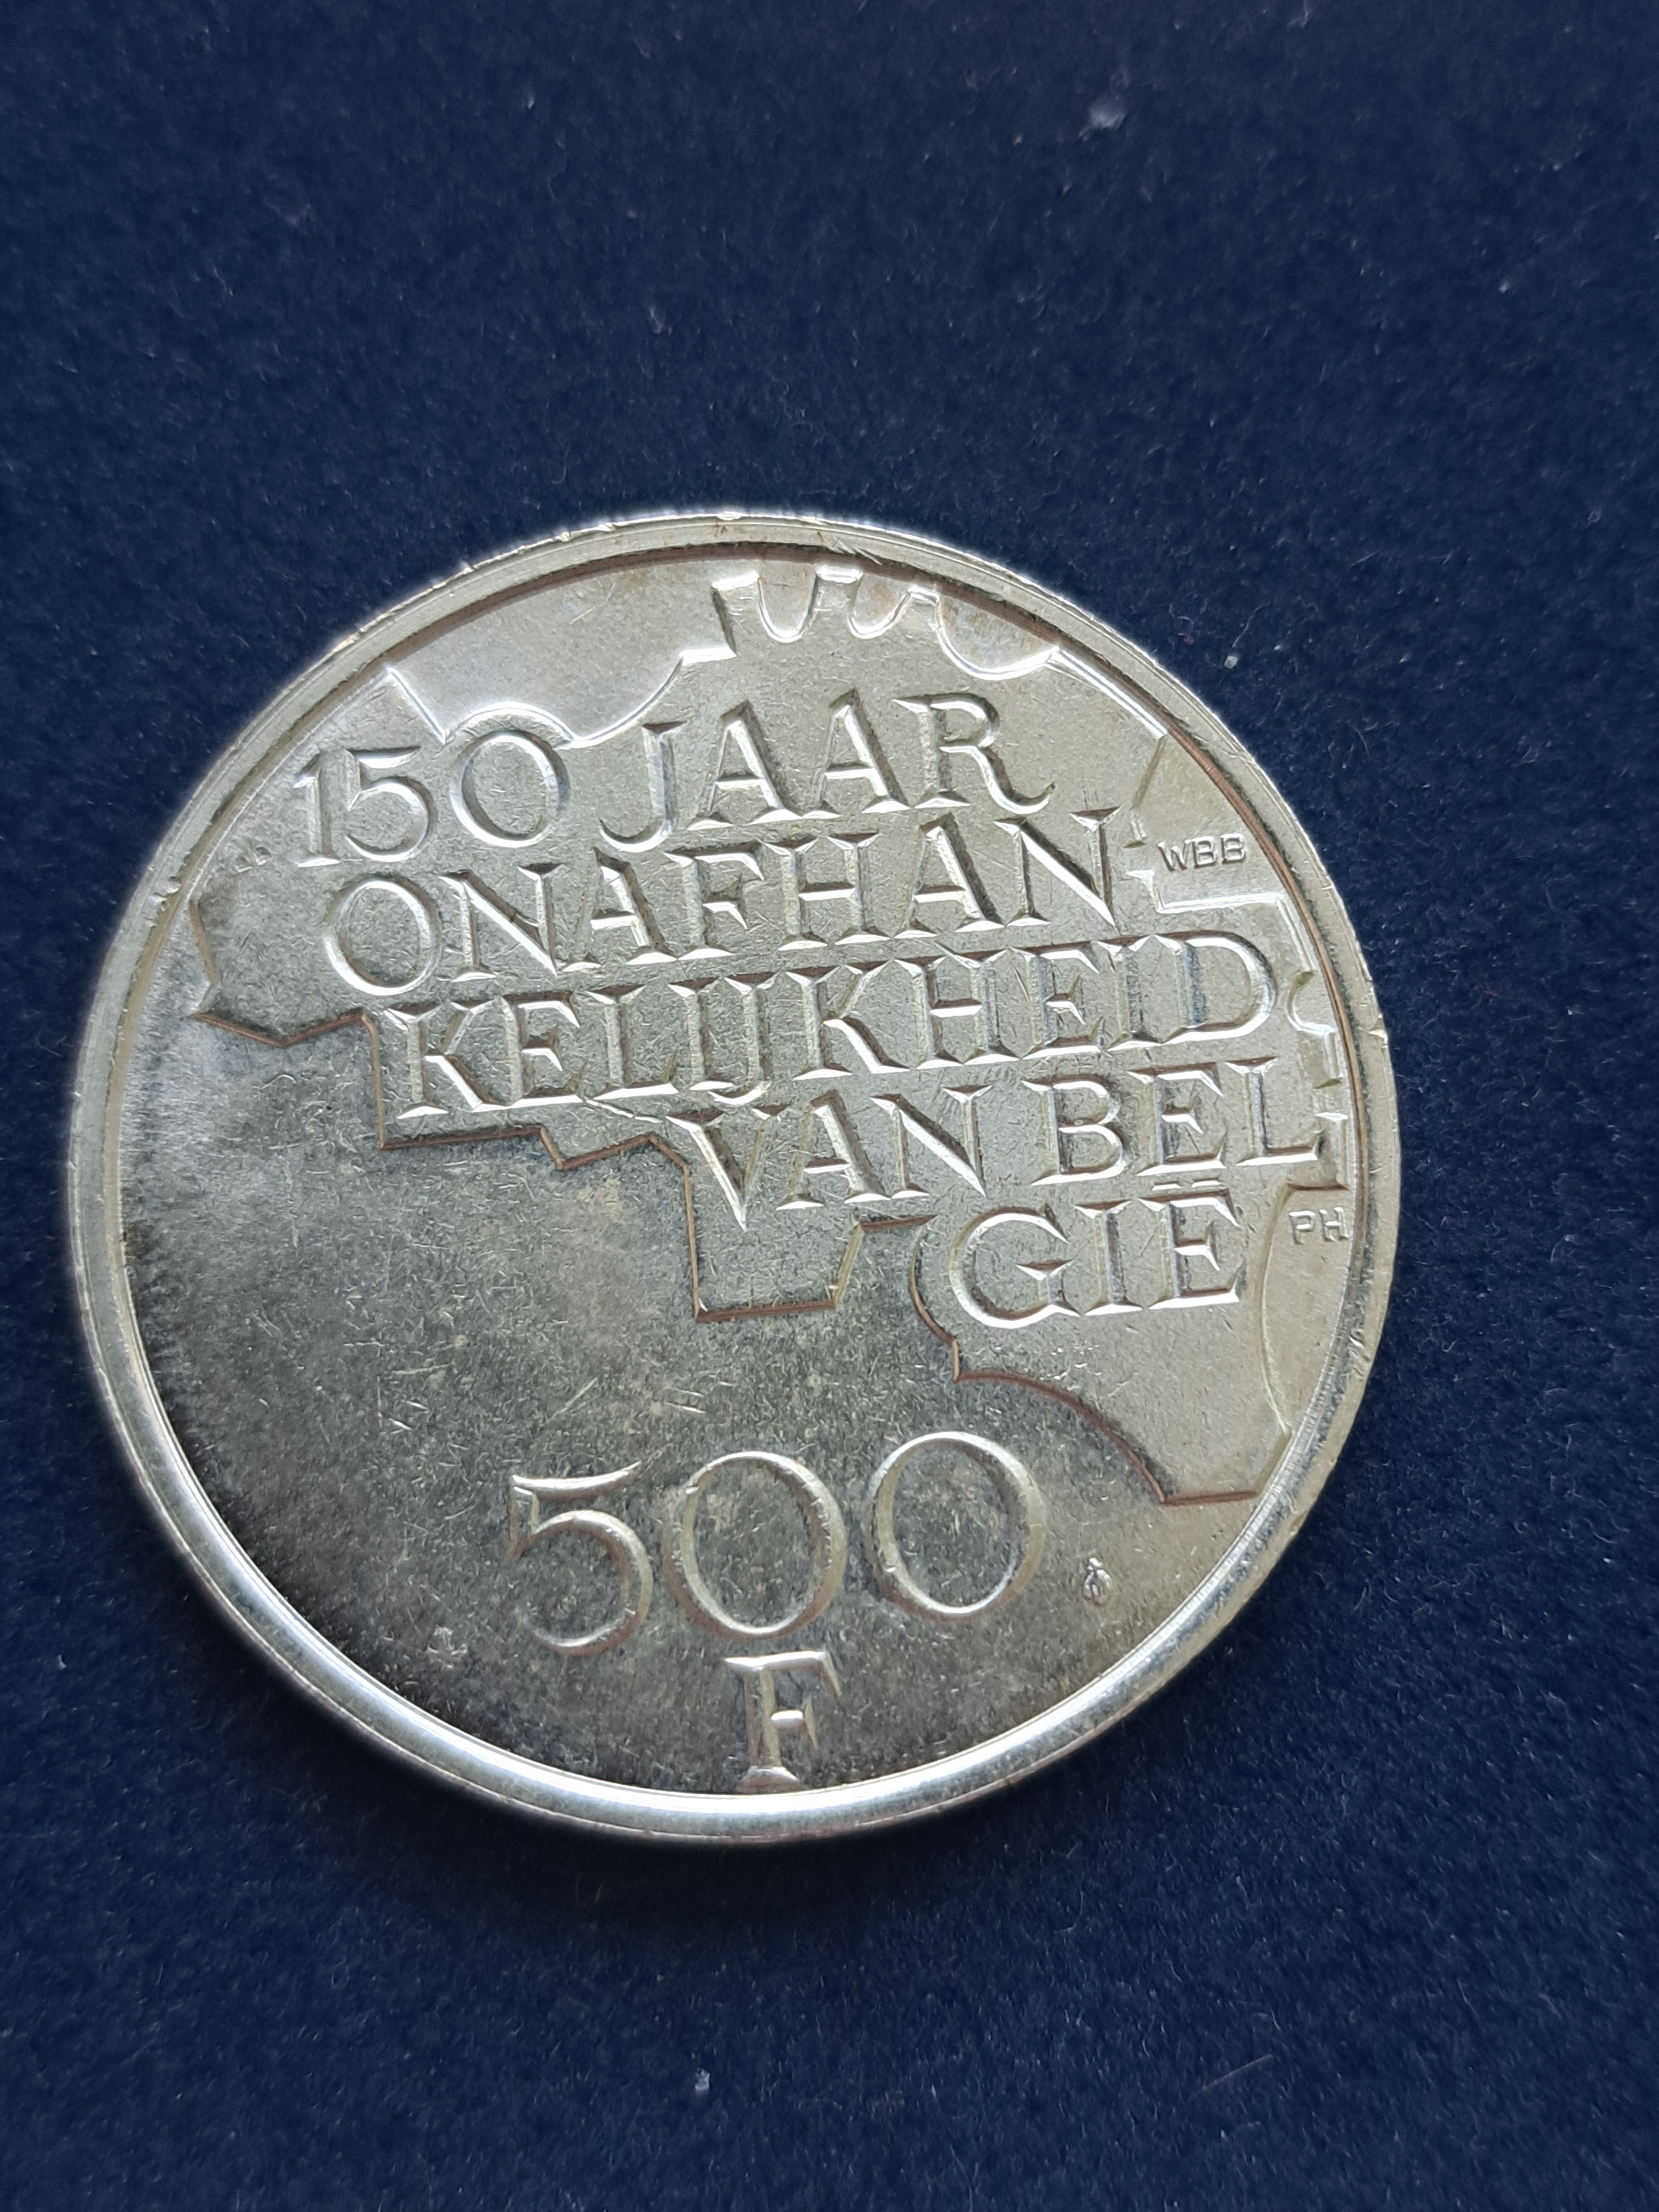 150 JAAR
ONAFHAN
WBB
KELIJKHEID
VAN BEL
GIË
PH
500
F